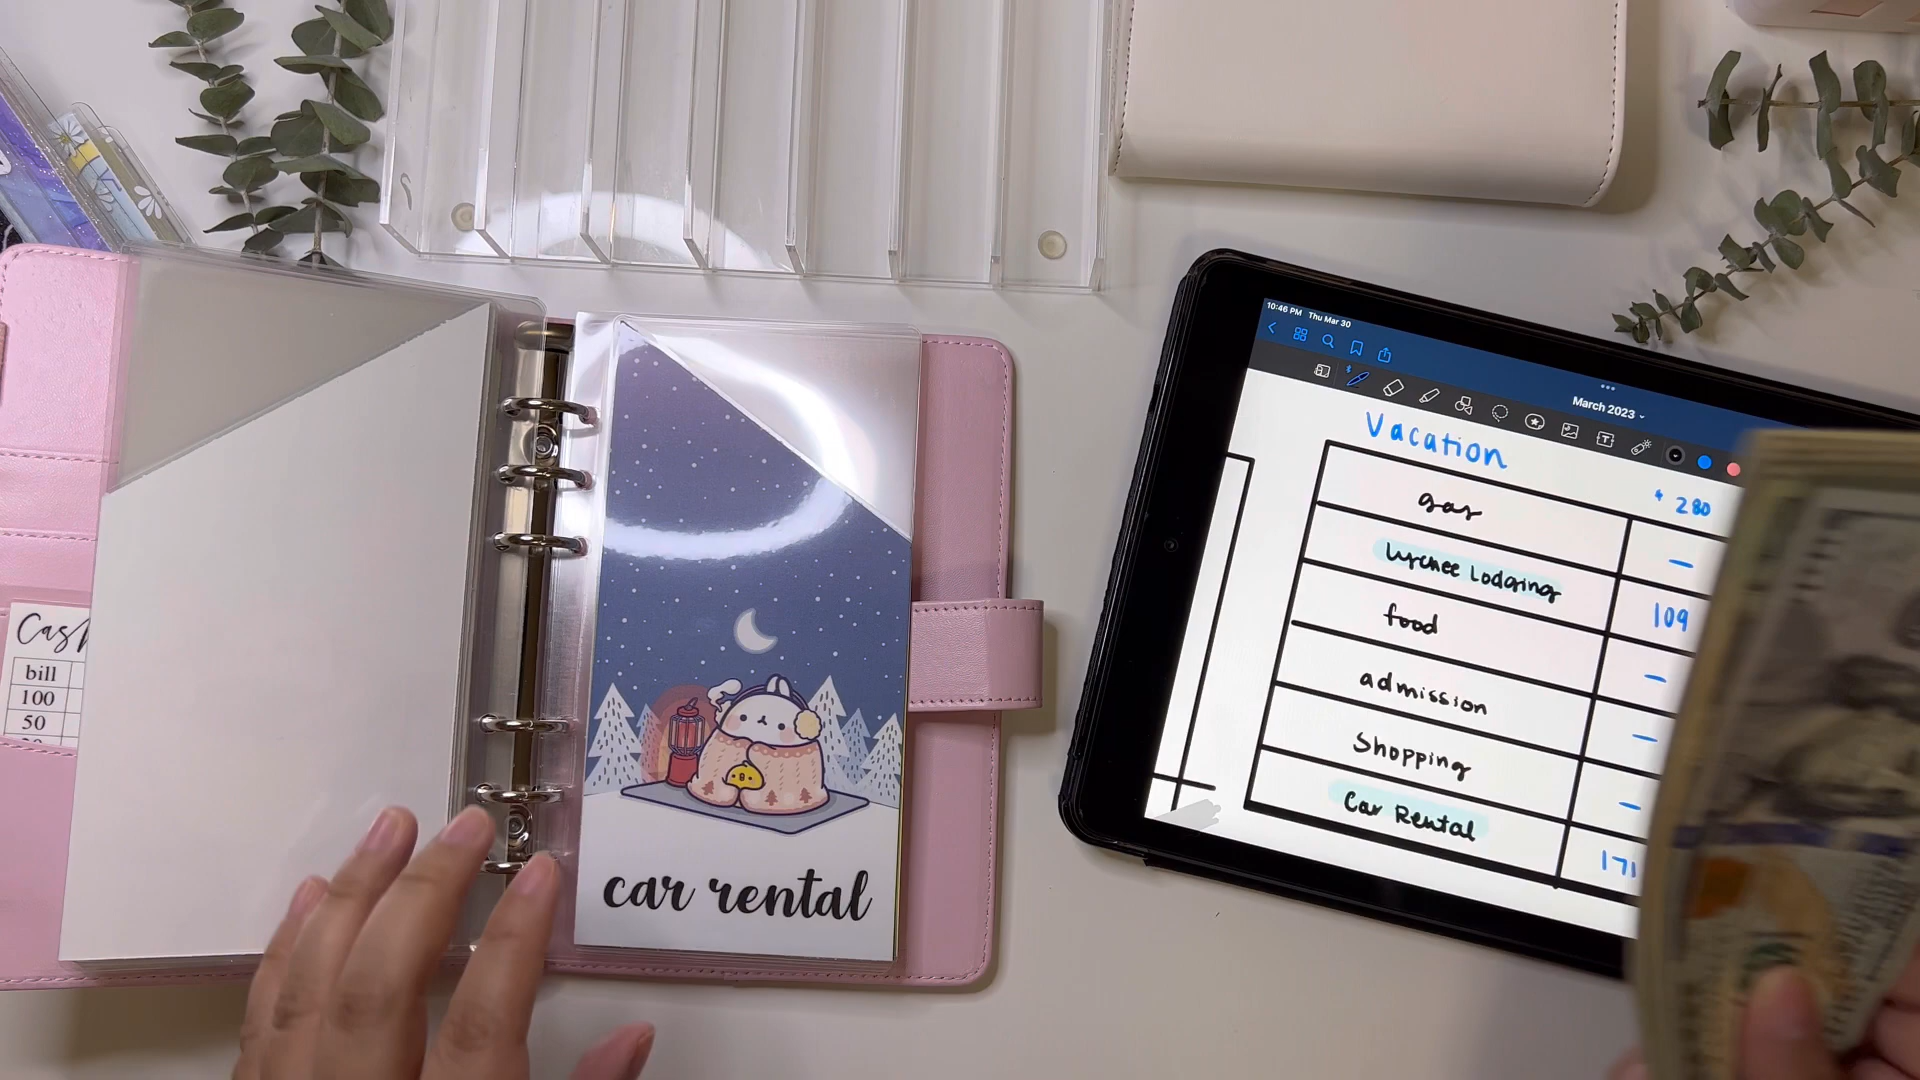 Cash
bill
100
50
car rental
10:46 PM Thu Mar 30
March 2023
Vacation
+ 280
gas
—
Lychee Lodging
109
food
—
admission
—
Shopping
—
Car Rental
171